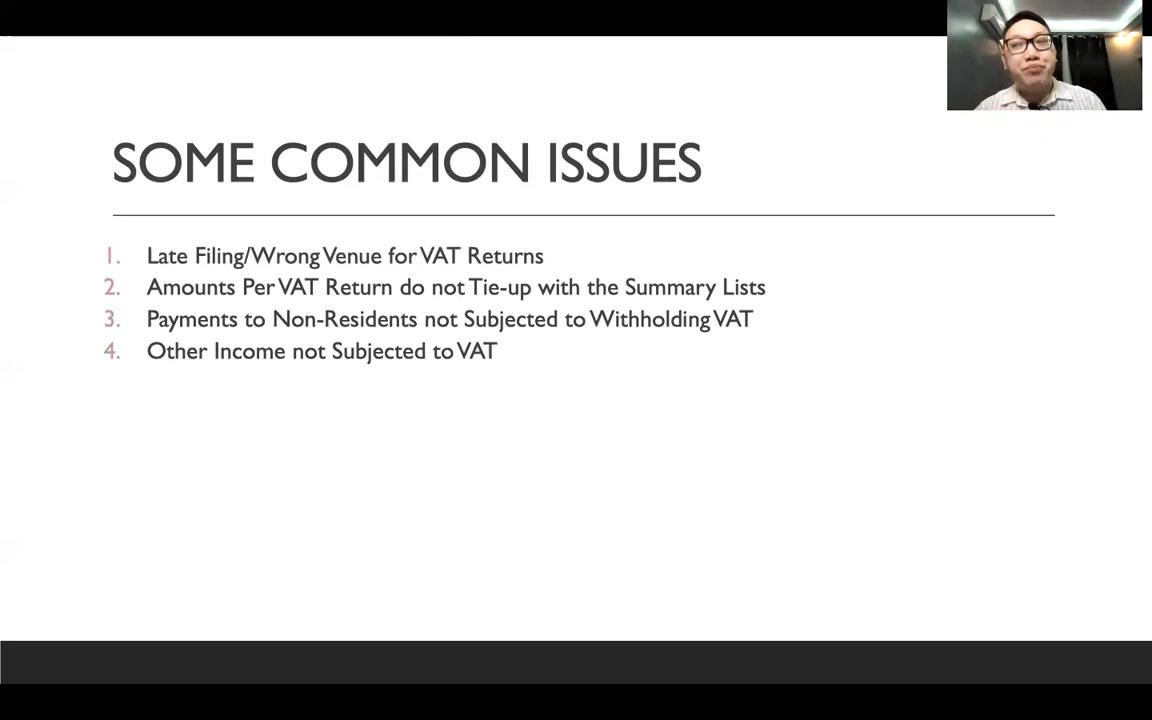 SOME COMMON ISSUES
1. Late Filing/Wrong Venue for VAT Returns
2. Amounts Per VAT Return do not Tie-up with the Summary Lists
3. Payments to Non-Residents not Subjected to Withholding VAT
4. Other Income not Subjected to VAT